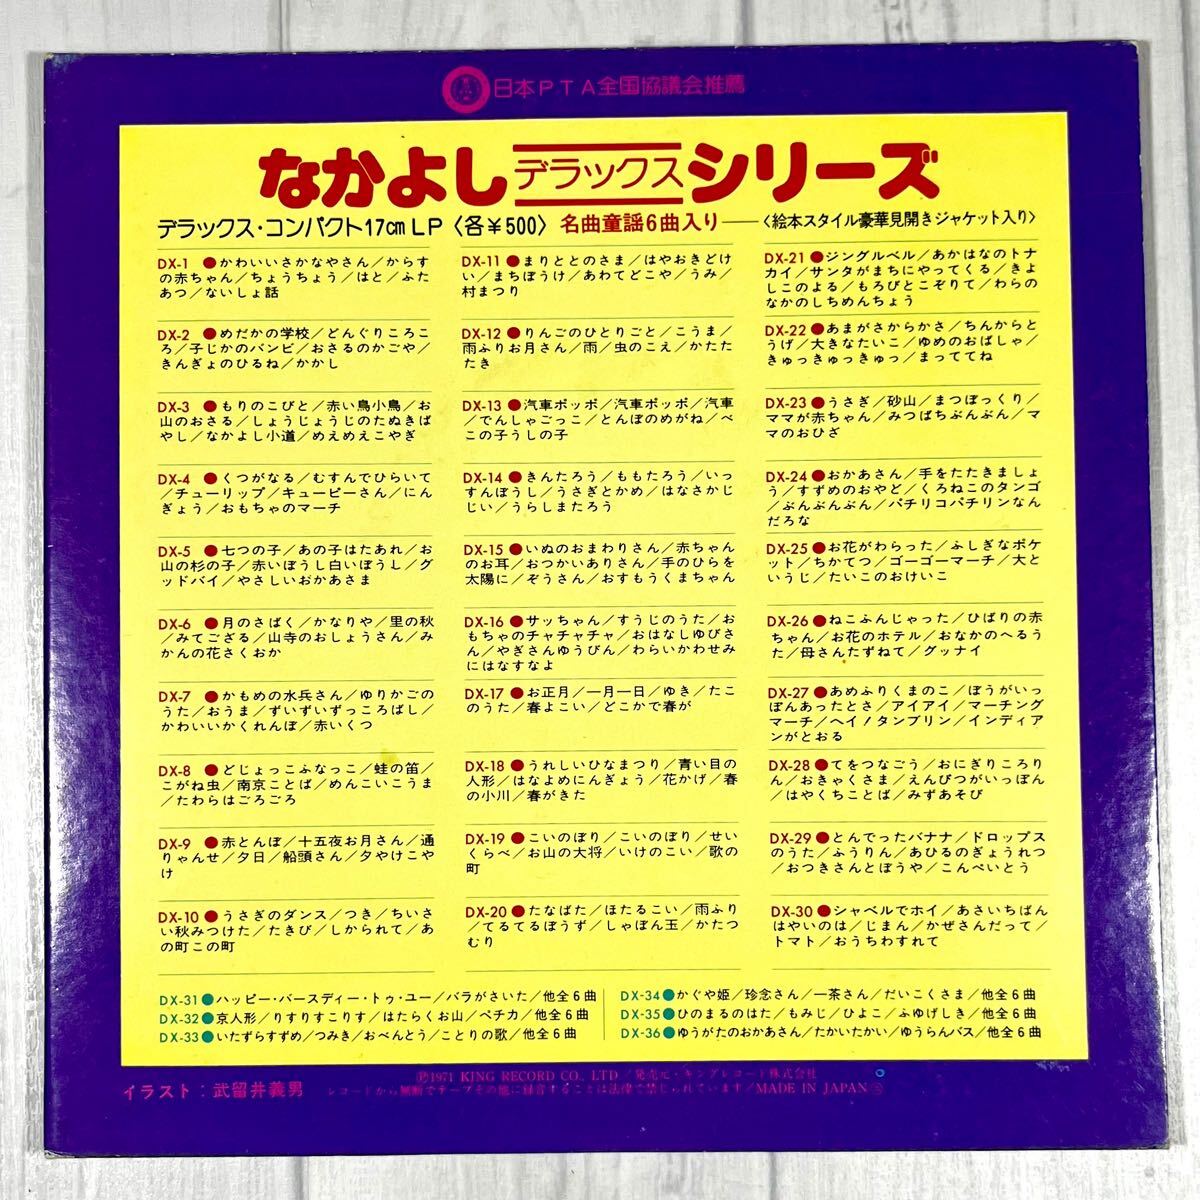 日本PTA全国協議会推薦
なかよしデラックスシリーズ
デラックス・コンパクト17cm LP〈各¥500〉名曲童謡6曲入り──〈絵本スタイル豪華見開きジャケット入り〉
DX-1 ●かわいいさかなやさん/からす
の赤ちゃん/ちょうちょう/はと/ふた
あつ/ないしょ話
DX-2 ●めだかの学校/どんぐりころこ
ろ/子じかのバンビ/おさるのかごや/
きんぎょのひるね/かかし
DX-3 ●もりのこびと/赤い鳥小鳥/お
山のおさる/しょうじょうじのたぬきば
やし/なかよし小道/めえめえこやぎ
DX-4 ●くつがなる/むすんでひらいて
/チューリップ/キューピーさん/にん
ぎょう/おもちゃのマーチ
DX-5 ●七つの子/あの子はたあれ/お
山の杉の子/赤いぼうし白いぼうし/グ
ッドバイ/やさしいおかあさま
DX-6 ●月のさばく/かなりや/里の秋
/みてござる/山寺のおしょうさん/み
かんの花さくおか
DX-7 ●かもめの水兵さん/ゆりかごの
うた/おうま/ずいずいずっころばし/
かわいいかくれんぼ/赤いくつ
DX-8 ●どじょっこふなっこ/蛙の笛/
こがね虫/南京ことば/めんこいこうま
/たわらはごろごろ
DX-9 ●赤とんぼ/十五夜お月さん/通
りゃんせ/夕日/船頭さん/夕やけこや
け
DX-10 ●うさぎのダンス/つき/ちいさ
い秋みつけた/たきび/しかられて/あ
の町この町
DX-11 ●まりととのさま/はやおきどけ
い/まちぼうけ/あわてどこや/うみ/
村まつり
DX-12 ●りんごのひとりごと/こうま/
雨ふりお月さん/雨/虫のこえ/かたた
たき
DX-13 ●汽車ポッポ/汽車ポッポ/汽車
/でんしゃごっこ/とんぼのめがね/べ
この子うしの子
DX-14 ●きんたろう/ももたろう/いっ
すんぼうし/うさぎとかめ/はなさかじ
じい/うらしまたろう
DX-15 ●いぬのおまわりさん/赤ちゃん
のお耳/おつかいありさん/手のひらを
太陽に/ぞうさん/おすもうくまちゃん
DX-16 ●サッちゃん/すうじのうた/お
もちゃのチャチャチャ/おはなしゆびさ
ん/やぎさんゆうびん/わらいかわせみ
にはなすなよ
DX-17 ●お正月/一月一日/ゆき/たこ
のうた/春よこい/どこかで春が
DX-18 ●うれしいひなまつり/青い目の
人形/はなよめにんぎょう/花かげ/春
の小川/春がきた
DX-19 ●こいのぼり/こいのぼり/せい
くらべ/お山の大将/いけのこい/歌の
町
DX-20 ●たなばた/ほたるこい/雨ふり
/てるてるぼうず/しゃぼん玉/かたつ
むり
DX-21 ●ジングルベル/あかはなのトナ
カイ/サンタがまちにやってくる/きよ
しこのよる/もろびとこぞりて/わらの
なかのしちめんちょう
DX-22 ●あまがさからかさ/ちんからと
うげ/大きなたいこ/ゆめのおばしゃ/
きゅっきゅっきゅっ/まっててね
DX-23 ●うさぎ/砂山/まつぼっくり/
ママが赤ちゃん/みつばちぶんぶん/マ
マのおひざ
DX-24 ●おかあさん/手をたたきましょ
う/すずめのおやど/くろねこのタンゴ
/ぶんぶんぶん/パチリコパチリンなん
だろな
DX-25 ●お花がわらった/ふしぎなポケ
ット/ちかてつ/ゴーゴーマーチ/大と
いうじ/たいこのおけいこ
DX-26 ●ねこふんじゃった/ひばりの赤
ちゃん/お花のホテル/おなかのへるう
た/母さんたずねて/グッナイ
DX-27 ●あめふりくまのこ/ぼうがいっ
ぽんあったとさ/アイアイ/マーチング
マーチ/ヘイ!タンブリン/インディア
ンがとおる
DX-28 ●てをつなごう/おにぎりころり
ん/おきゃくさま/えんぴつがいっぽん
/はやくちことば/みずあそび
DX-29 ●とんでったバナナ/ドロップス
のうた/ふうりん/あひるのぎょうれつ
/おつきさんとぼうや/こんぺいとう
DX-30 ●シャベルでホイ/あさいちばん
はやいのは/じまん/かぜさんだって/
トマト/おうちわすれて
DX-31●ハッピー・バースディー・トゥ・ユー/バラがさいた/他全6曲
DX-32●京人形/りすりすこりす/はたらくお山/ペチカ/他全6曲
DX-33●いたずらすずめ/つみき/おべんとう/ことりの歌/他全6曲
DX-34●かぐや姫/珍念さん/一茶さん/だいこくさま/他全6曲
DX-35●ひのまるのはた/もみじ/ひよこ/ふゆげしき/他全6曲
DX-36●ゆうがたのおかあさん/たかいたかい/ゆうらんバス/他全6曲
イラスト:武留井義男
Ⓟ1971 KING RECORD CO., LTD/発売元・キングレコード株式会社
レコードから無断でテープその他に録音することは法律で禁じられています/MADE IN JAPAN